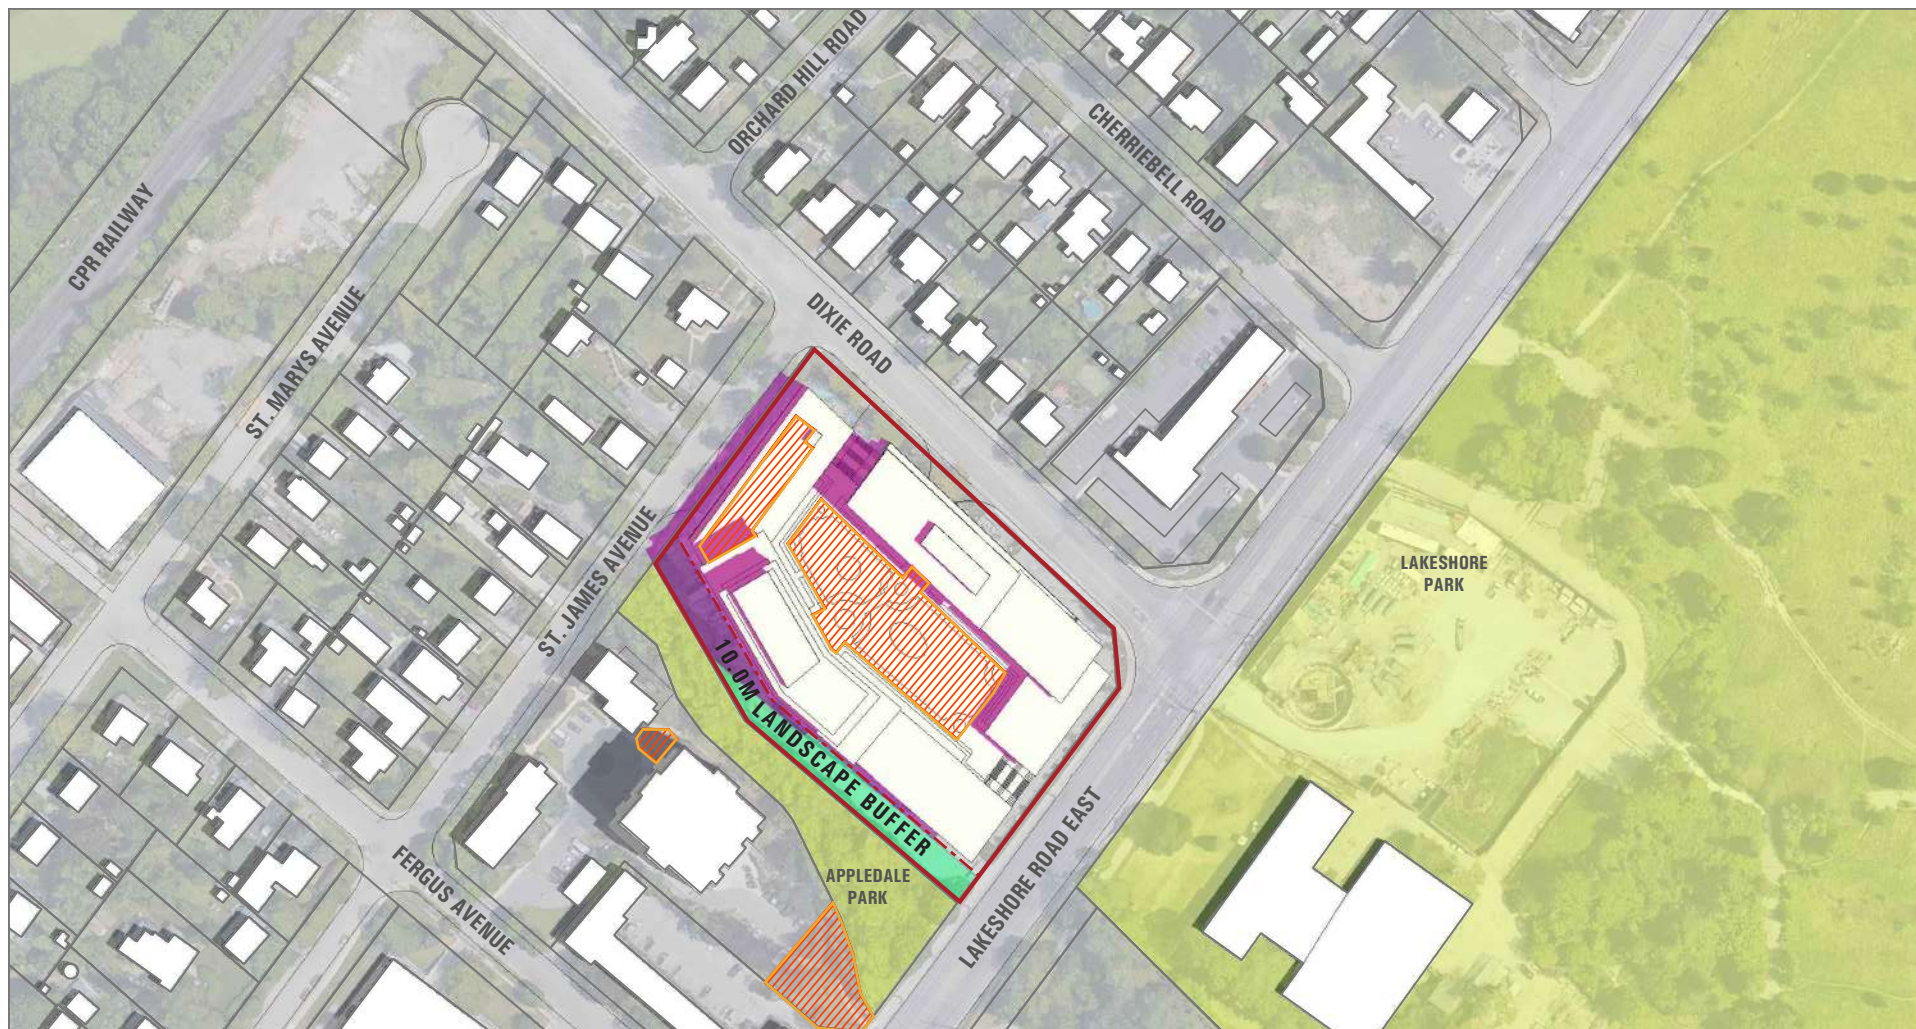 ORCHARD HILL ROAD
CHERRIEBELL ROAD
CPR RAILWAY
ST. MARYS AVENUE
DIXIE ROAD
ST. JAMES AVENUE
LAKESHORE
PARK
10.0M LANDSCAPE BUFFER
APPLEDALE
PARK
LAKESHORE ROAD EAST
FERGUS AVENUE